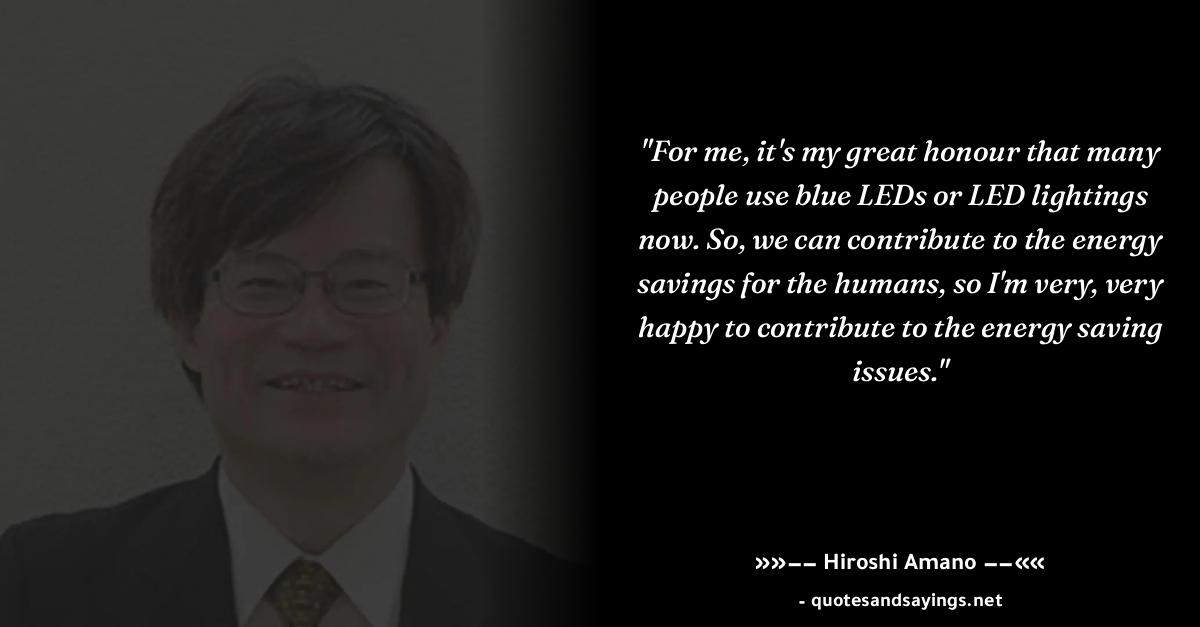 "For me, it's my great honour that many
people use blue LEDs or LED lightings
now. So, we can contribute to the energy
savings for the humans, so I'm very, very
happy to contribute to the energy saving
issues."
»»–– Hiroshi Amano ––««
- quotesandsayings.net